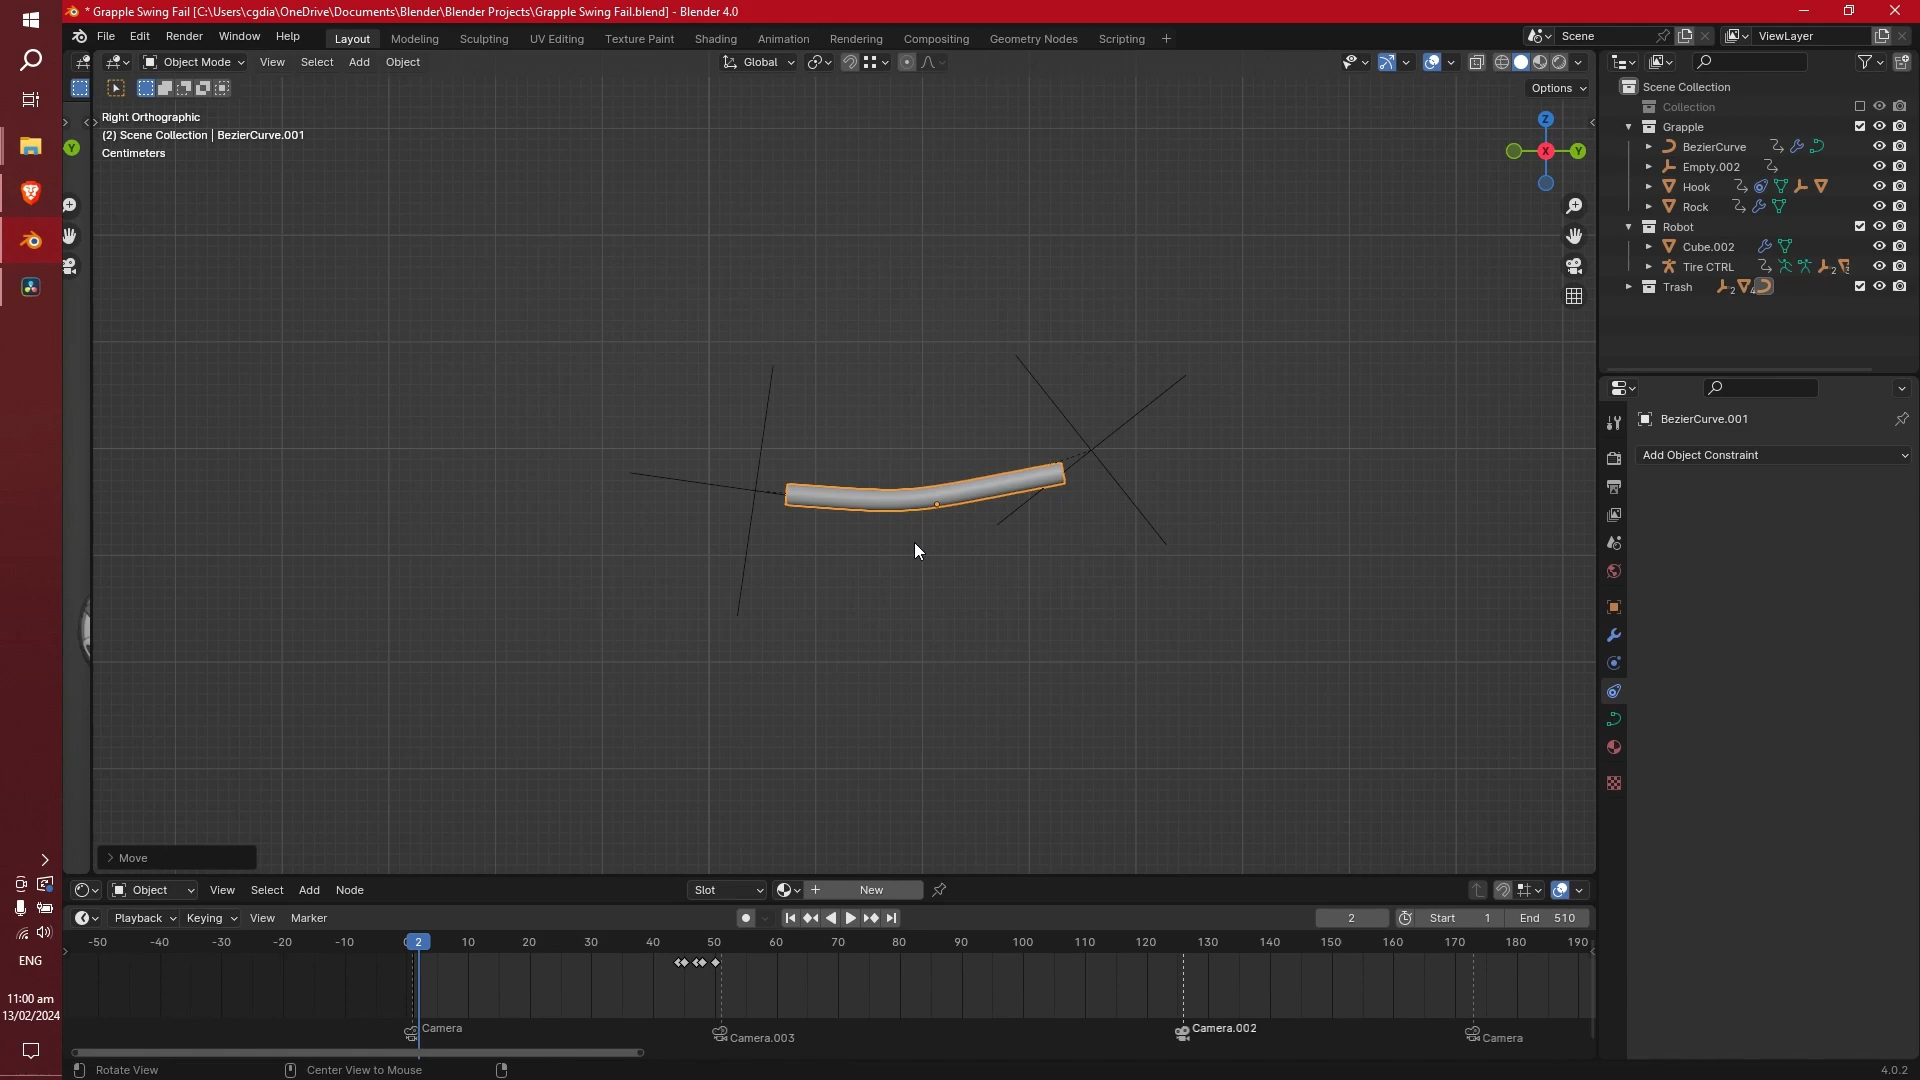 * Grapple Swing Fail [C:\Users\cgdia\OneDrive\Documents\Blender\Blender Projects\Grapple Swing Fail.blend] - Blender 4.0
File Edit Render Window Help Layout Modeling Sculpting UV Editing Texture Paint Shading Animation Rendering Compositing Geometry Nodes Scripting + Scene ViewLayer
Object Mode View Select Add Object Global
Options
Right Orthographic
(2) Scene Collection | BezierCurve.001
Centimeters
Z
X
Y
Y
Scene Collection
Collection
Grapple
BezierCurve
Empty.002
Hook
Rock
Robot
Cube.002
Tire CTRL 2 3
Trash 2 4
BezierCurve.001
Add Object Constraint
Move
Object View Select Add Node Slot New
Playback Keying View Marker 2 Start 1 End 510
-50 -40 -30 -20 -10 0 2 10 20 30 40 50 60 70 80 90 100 110 120 130 140 150 160 170 180 190
Camera Camera.003 Camera.002 Camera
Rotate View Center View to Mouse 4.0.2
ENG
11:00 am
13/02/2024